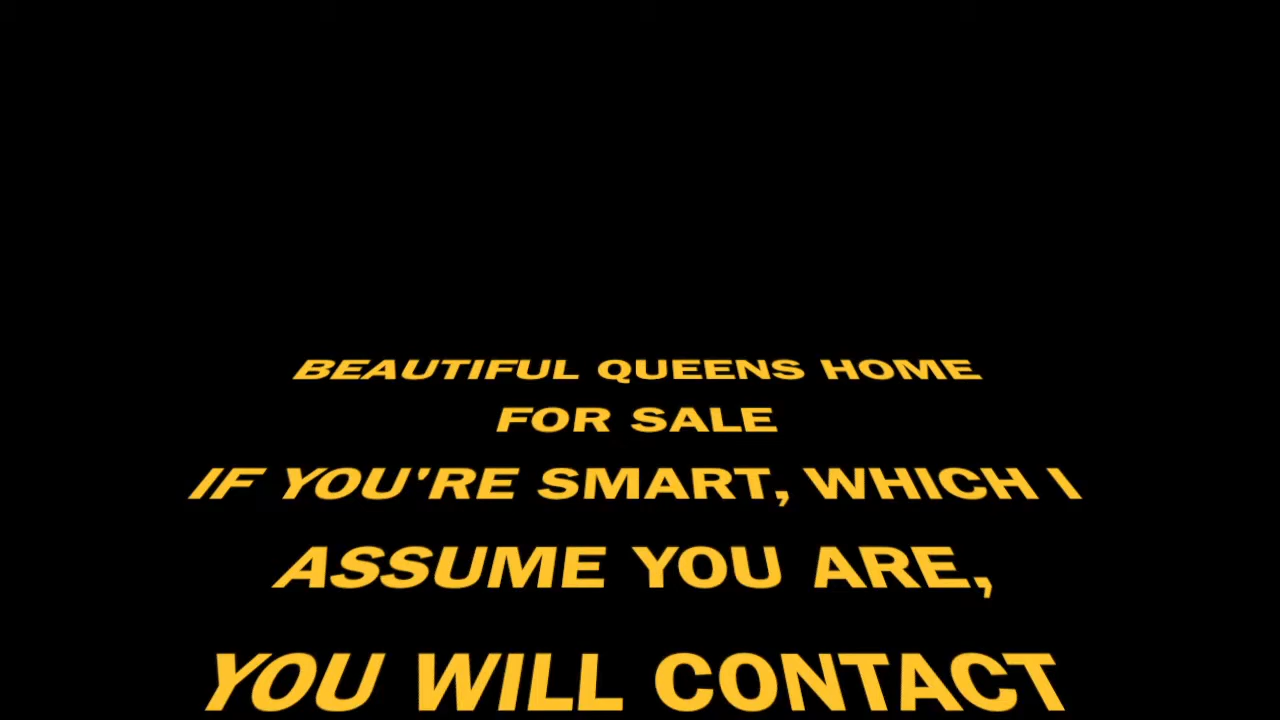 BEAUTIFUL QUEENS HOME
FOR SALE
IF YOU'RE SMART, WHICH I
ASSUME YOU ARE,
YOU WILL CONTACT